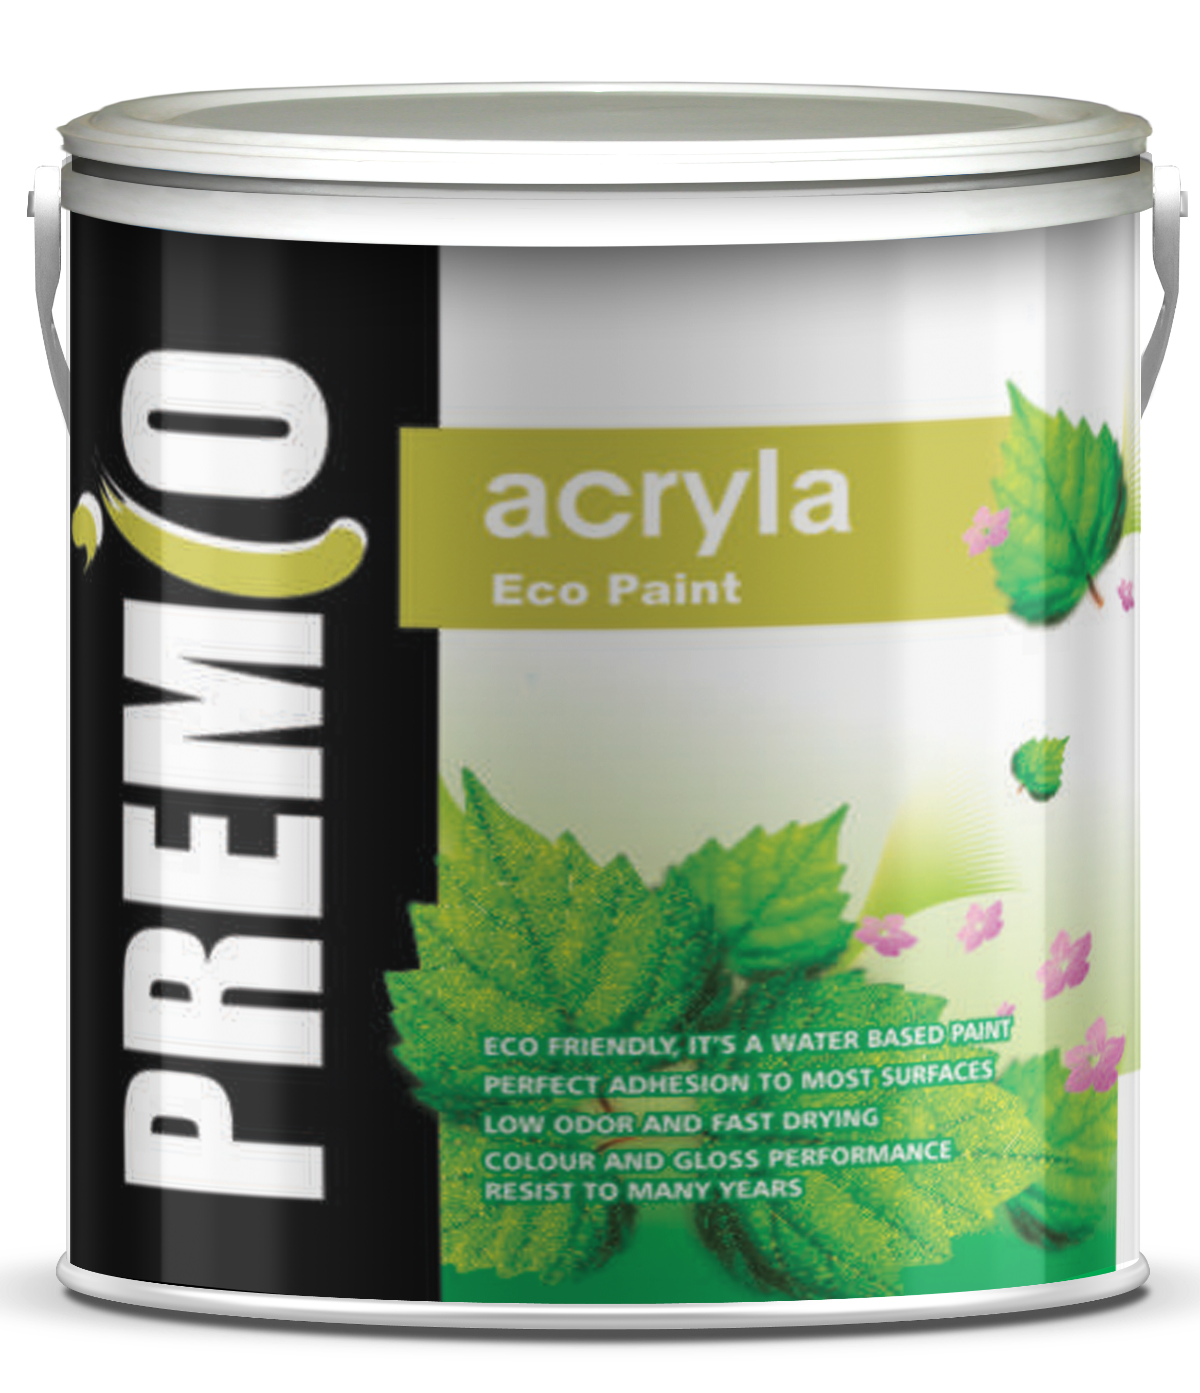 PREMIO
acryla
Eco Paint
ECO FRIENDLY, IT'S A WATER BASED PAINT
PERFECT ADHESION TO MOST SURFACES
LOW ODOR AND FAST DRYING
COLOUR AND GLOSS PERFORMANCE
RESIST TO MANY YEARS